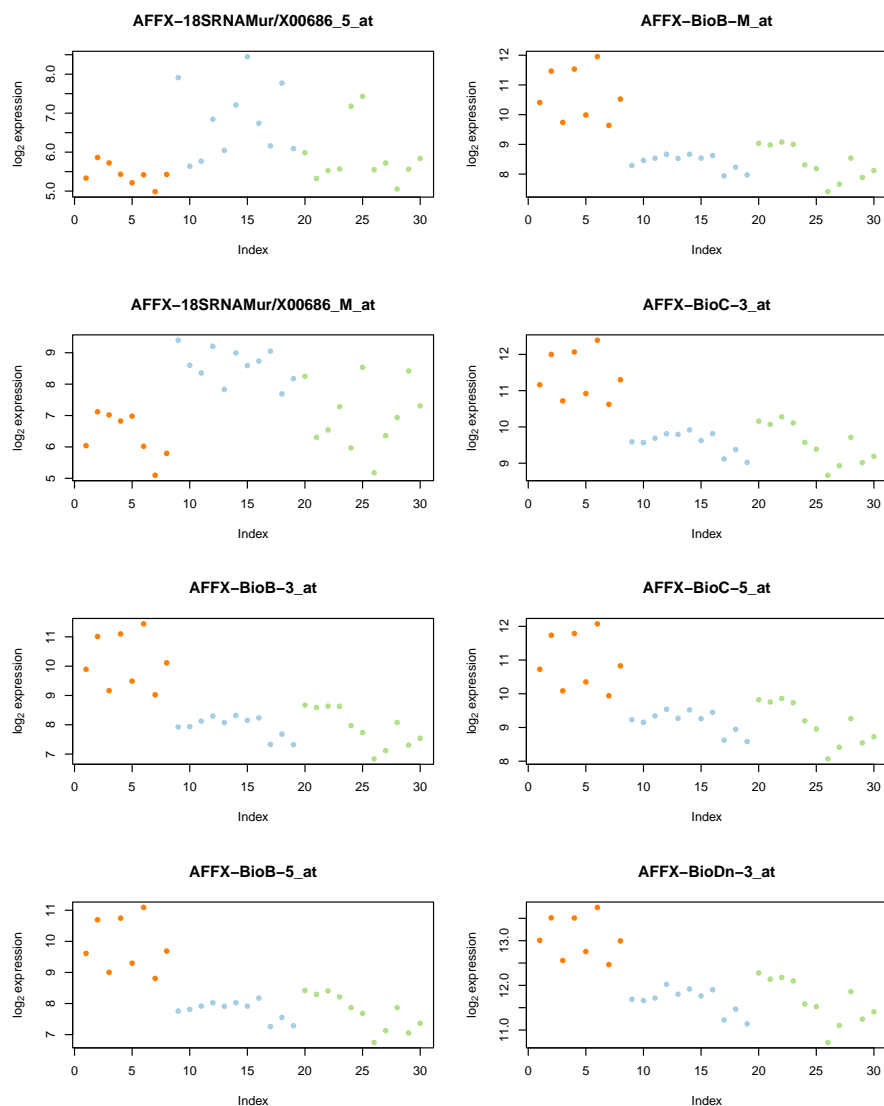 AFFX−18SRNAMur/X00686_5_at
log2 expression
5.0 6.0 7.0 8.0
0 5 10 15 20 25 30
Index
AFFX−BioB−M_at
log2 expression
8 9 10 11 12
0 5 10 15 20 25 30
Index
AFFX−18SRNAMur/X00686_M_at
log2 expression
5 6 7 8 9
0 5 10 15 20 25 30
Index
AFFX−BioC−3_at
log2 expression
9 10 11 12
0 5 10 15 20 25 30
Index
AFFX−BioB−3_at
log2 expression
7 8 9 10 11
0 5 10 15 20 25 30
Index
AFFX−BioC−5_at
log2 expression
8 9 10 11 12
0 5 10 15 20 25 30
Index
AFFX−BioB−5_at
log2 expression
7 8 9 10 11
0 5 10 15 20 25 30
Index
AFFX−BioDn−3_at
log2 expression
11.0 12.0 13.0
0 5 10 15 20 25 30
Index